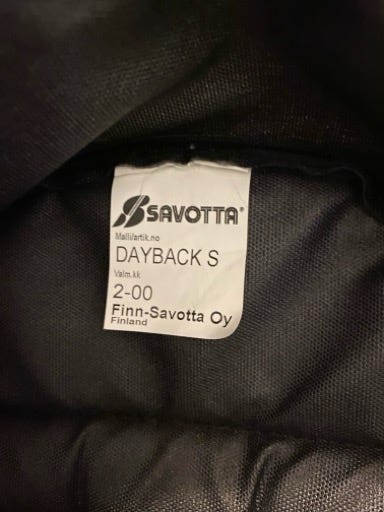 SAVOTTA®
Malli/artik.no
DAYBACK S
Valm.kk
2-00
Finn-Savotta Oy
Finland